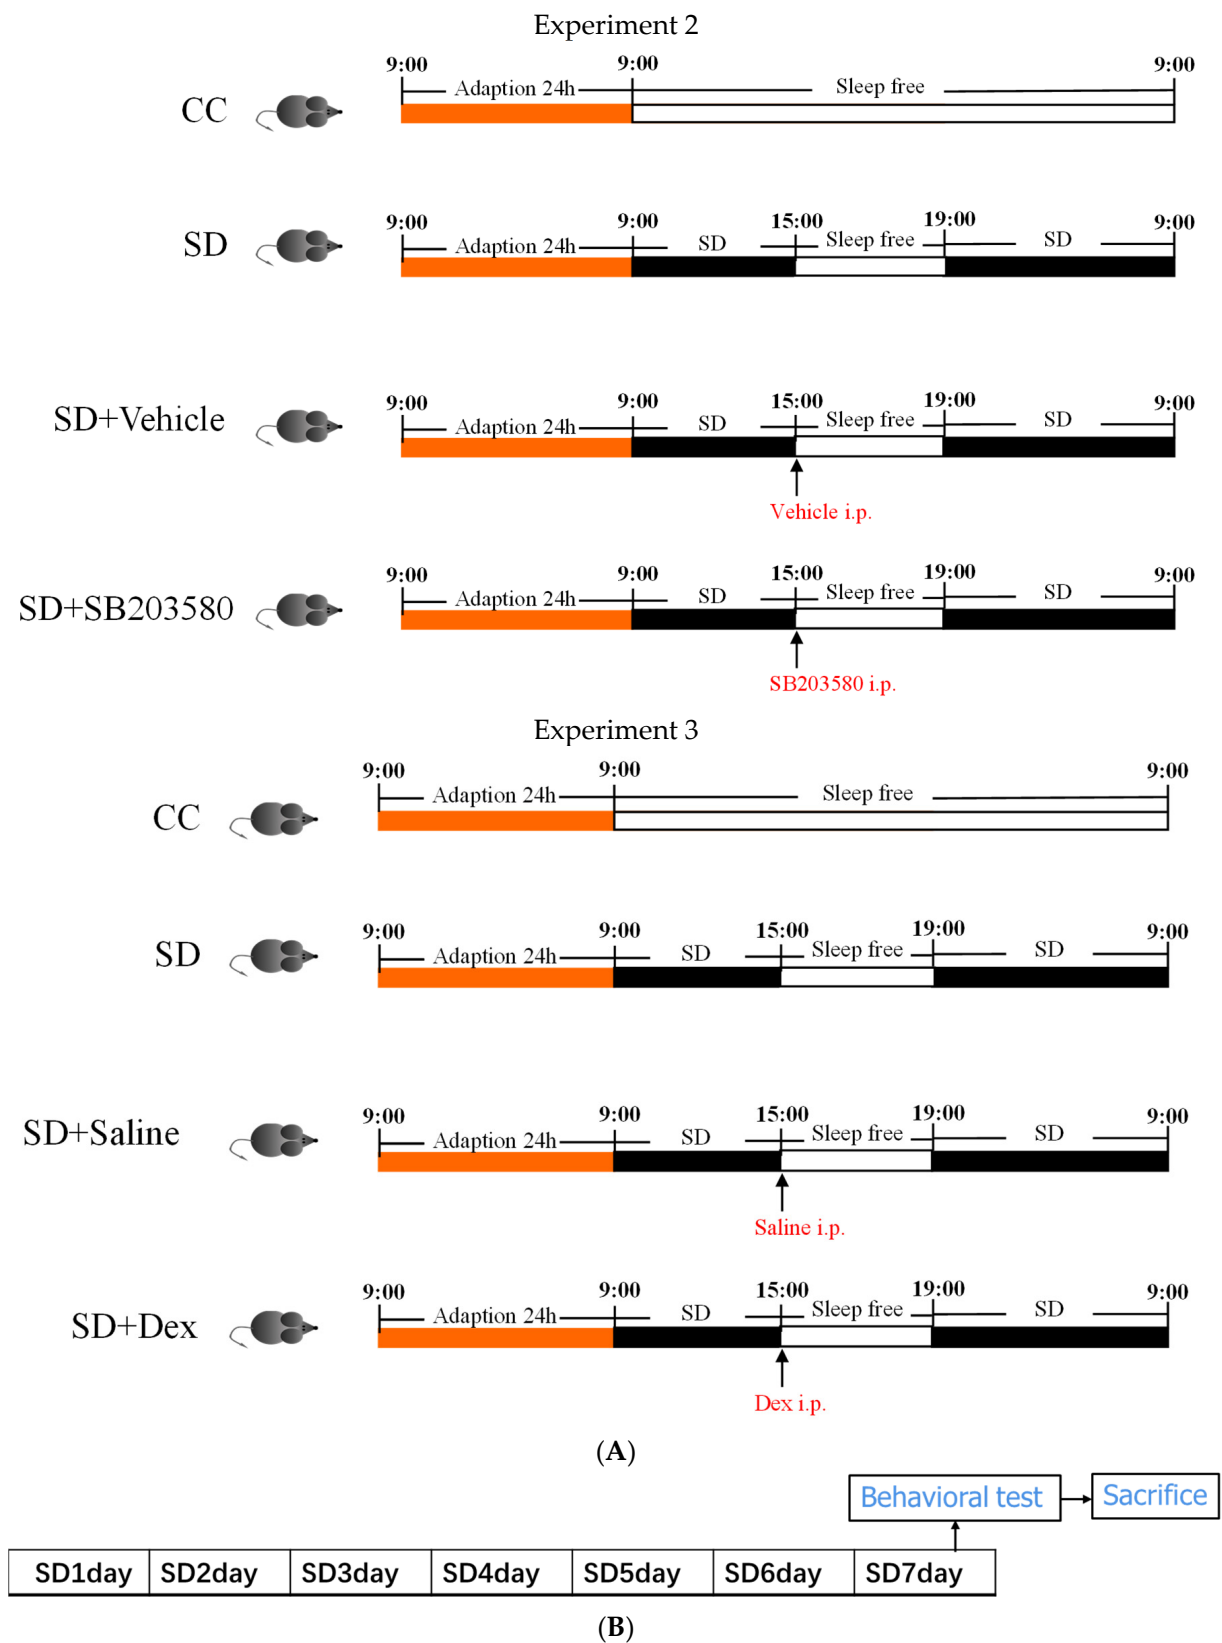 Experiment 2
9:00 9:00 9:00
Adaption 24h Sleep free
CC
9:00 9:00 15:00 19:00 9:00
Adaption 24h SD Sleep free SD
SD
9:00 9:00 15:00 19:00 9:00
Adaption 24h SD Sleep free SD
SD+Vehicle
Vehicle i.p.
9:00 9:00 15:00 19:00 9:00
Adaption 24h SD Sleep free SD
SD+SB203580
SB203580 i.p.
Experiment 3
9:00 9:00 9:00
Adaption 24h Sleep free
CC
9:00 9:00 15:00 19:00 9:00
Adaption 24h SD Sleep free SD
SD
9:00 9:00 15:00 19:00 9:00
Adaption 24h SD Sleep free SD
SD+Saline
Saline i.p.
9:00 9:00 15:00 19:00 9:00
Adaption 24h SD Sleep free SD
SD+Dex
Dex i.p.
(A)
Behavioral test Sacrifice
SD1day SD2day SD3day SD4day SD5day SD6day SD7day
(B)